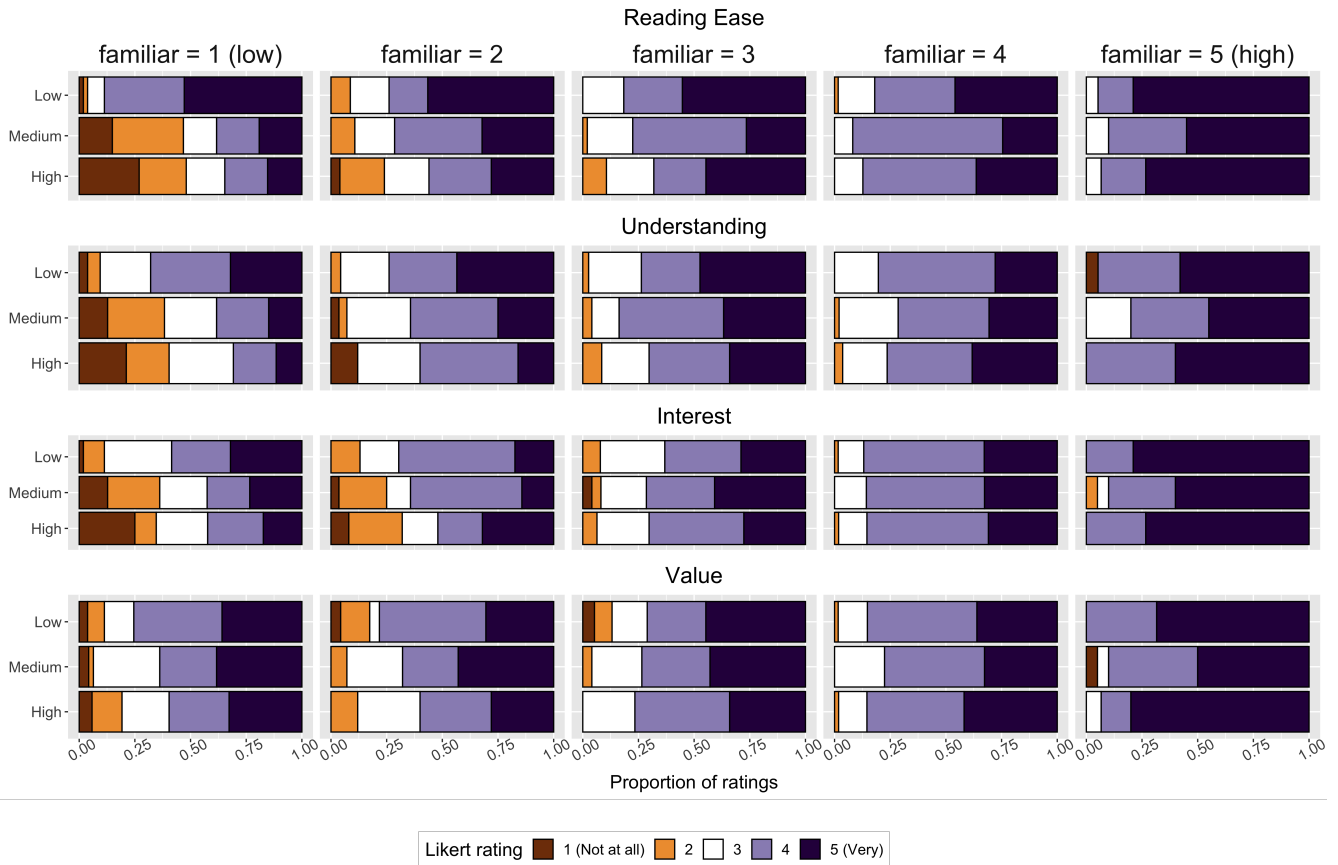 Reading Ease
familiar = 1 (low) familiar = 2 familiar = 3 familiar = 4 familiar = 5 (high)
Low
Medium
High
Understanding
Low
Medium
High
Interest
Low
Medium
High
Value
Low
Medium
High
0.00 0.25 0.50 0.75 1.00 0.00 0.25 0.50 0.75 1.00 0.00 0.25 0.50 0.75 1.00 0.00 0.25 0.50 0.75 1.00 0.00 0.25 0.50 0.75 1.00
Proportion of ratings
Likert rating 1 (Not at all) 2 3 4 5 (Very)